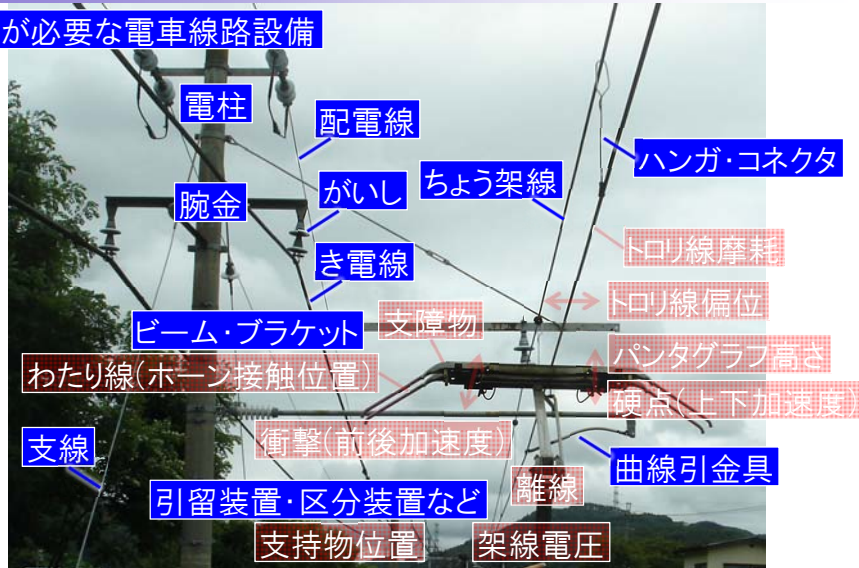 が必要な電車線路設備
電柱
配電線
ハンガ・コネクタ
ちょう架線
腕金
がいし
トロリ線摩耗
き電線
トロリ線偏位
支障物
ビーム・ブラケット
パンタグラフ高さ
わたり線(ホーン接触位置)
硬点(上下加速度)
衝撃(前後加速度)
支線
曲線引金具
離線
引留装置・区分装置など
支持物位置
架線電圧